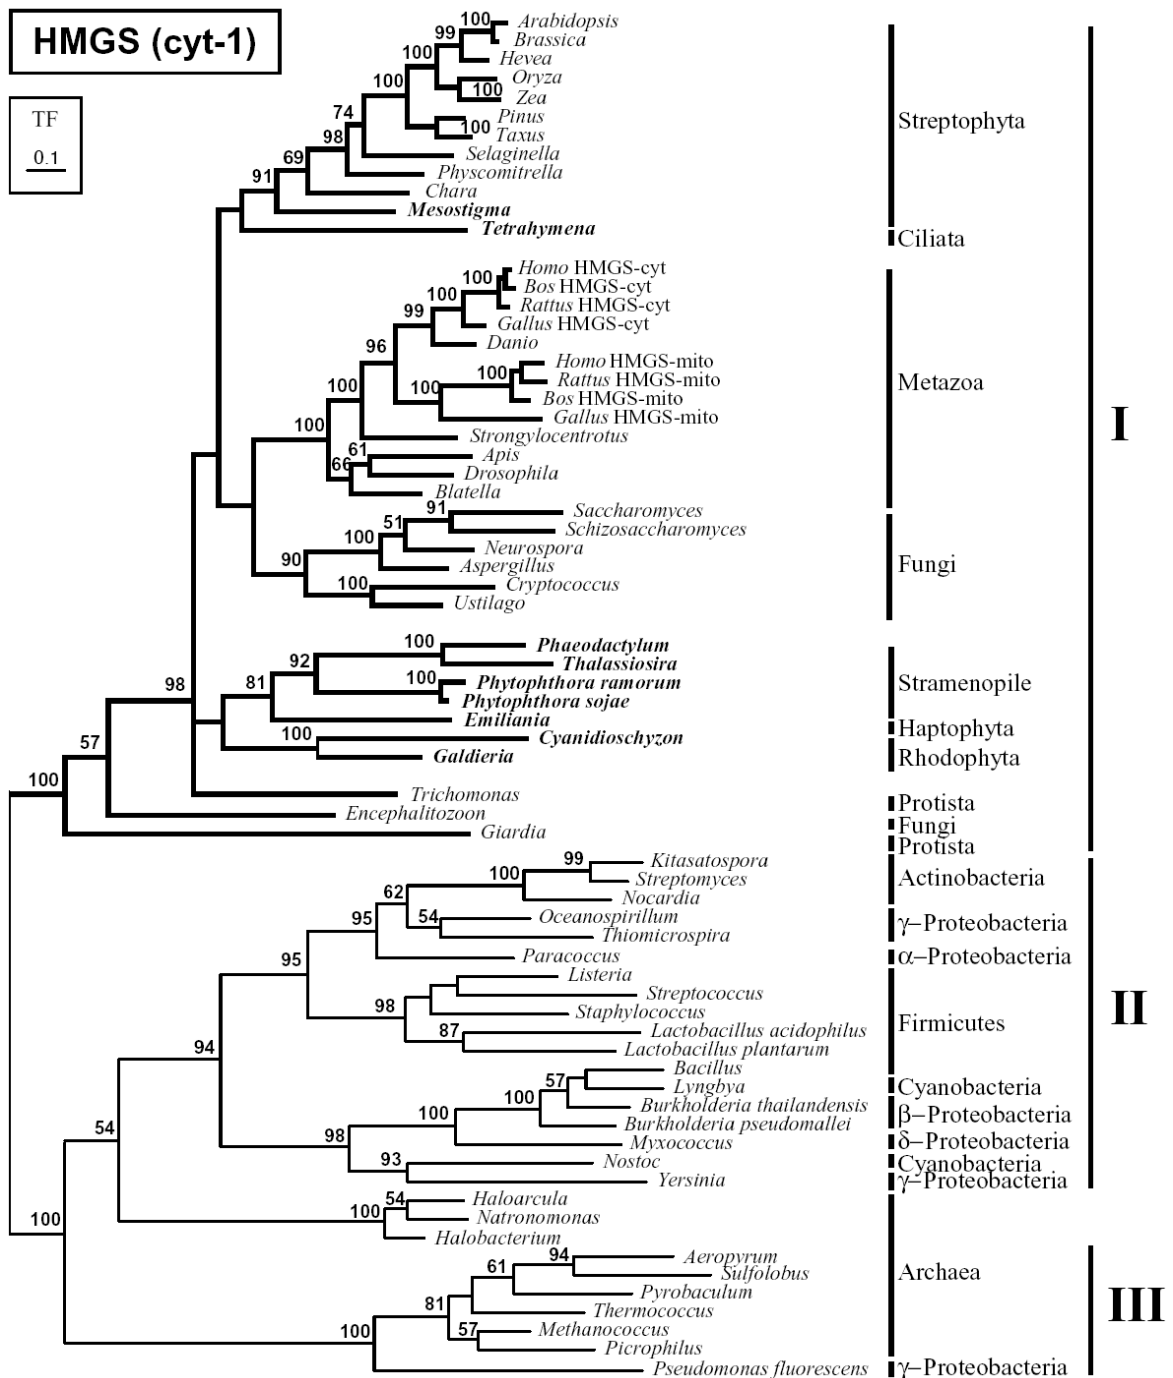 HMGS (cyt-1)
TF
0.1
100 Arabidopsis
99 Brassica
100 Hevea
Oryza
100 100 Zea
74 Pinus
98 100 Taxus
69 Selaginella
91 Physcomitrella
Chara
Mesostigma
Tetrahymena
Streptophyta
Ciliata
100 Homo HMGS-cyt
100 Bos HMGS-cyt
99 Rattus HMGS-cyt
96 Gallus HMGS-cyt
Danio
Homo HMGS-mito
100 100 100 Rattus HMGS-mito
Bos HMGS-mito
100 Gallus HMGS-mito
Strongylocentrotus
61 Apis
66 Drosophila
Blatella
Metazoa
I
91 Saccharomyces
51 Schizosaccharomyces
100 Neurospora
90 Aspergillus
100 Cryptococcus
Ustilago
Fungi
100 Phaeodactylum
92 Thalassiosira
98 81 100 Phytophthora ramorum
Phytophthora sojae
Emiliania
100 Cyanidioschyzon
57 Galdieria
Stramenopile
Haptophyta
Rhodophyta
100 Trichomonas
Encephalitozoon
Giardia
Protista
Fungi
Protista
99 Kitasatospora
100 Streptomyces
62 Nocardia
95 54 Oceanospirillum
Thiomicrospira
95 Paracoccus
Listeria
98 Streptococcus
Staphylococcus
87 Lactobacillus acidophilus
94 Lactobacillus plantarum
Actinobacteria
γ–Proteobacteria
α–Proteobacteria
Firmicutes
II
Bacillus
57 Lyngbya
100 Burkholderia thailandensis
100 Burkholderia pseudomallei
54 98 Myxococcus
93 Nostoc
Yersinia
Cyanobacteria
β–Proteobacteria
δ–Proteobacteria
Cyanobacteria
γ–Proteobacteria
54 Haloarcula
100 100 Natronomonas
Halobacterium
94 Aeropyrum
61 Sulfolobus
Pyrobaculum
81 Thermococcus
100 57 Methanococcus
Picrophilus
Pseudomonas fluorescens
Archaea
III
γ–Proteobacteria